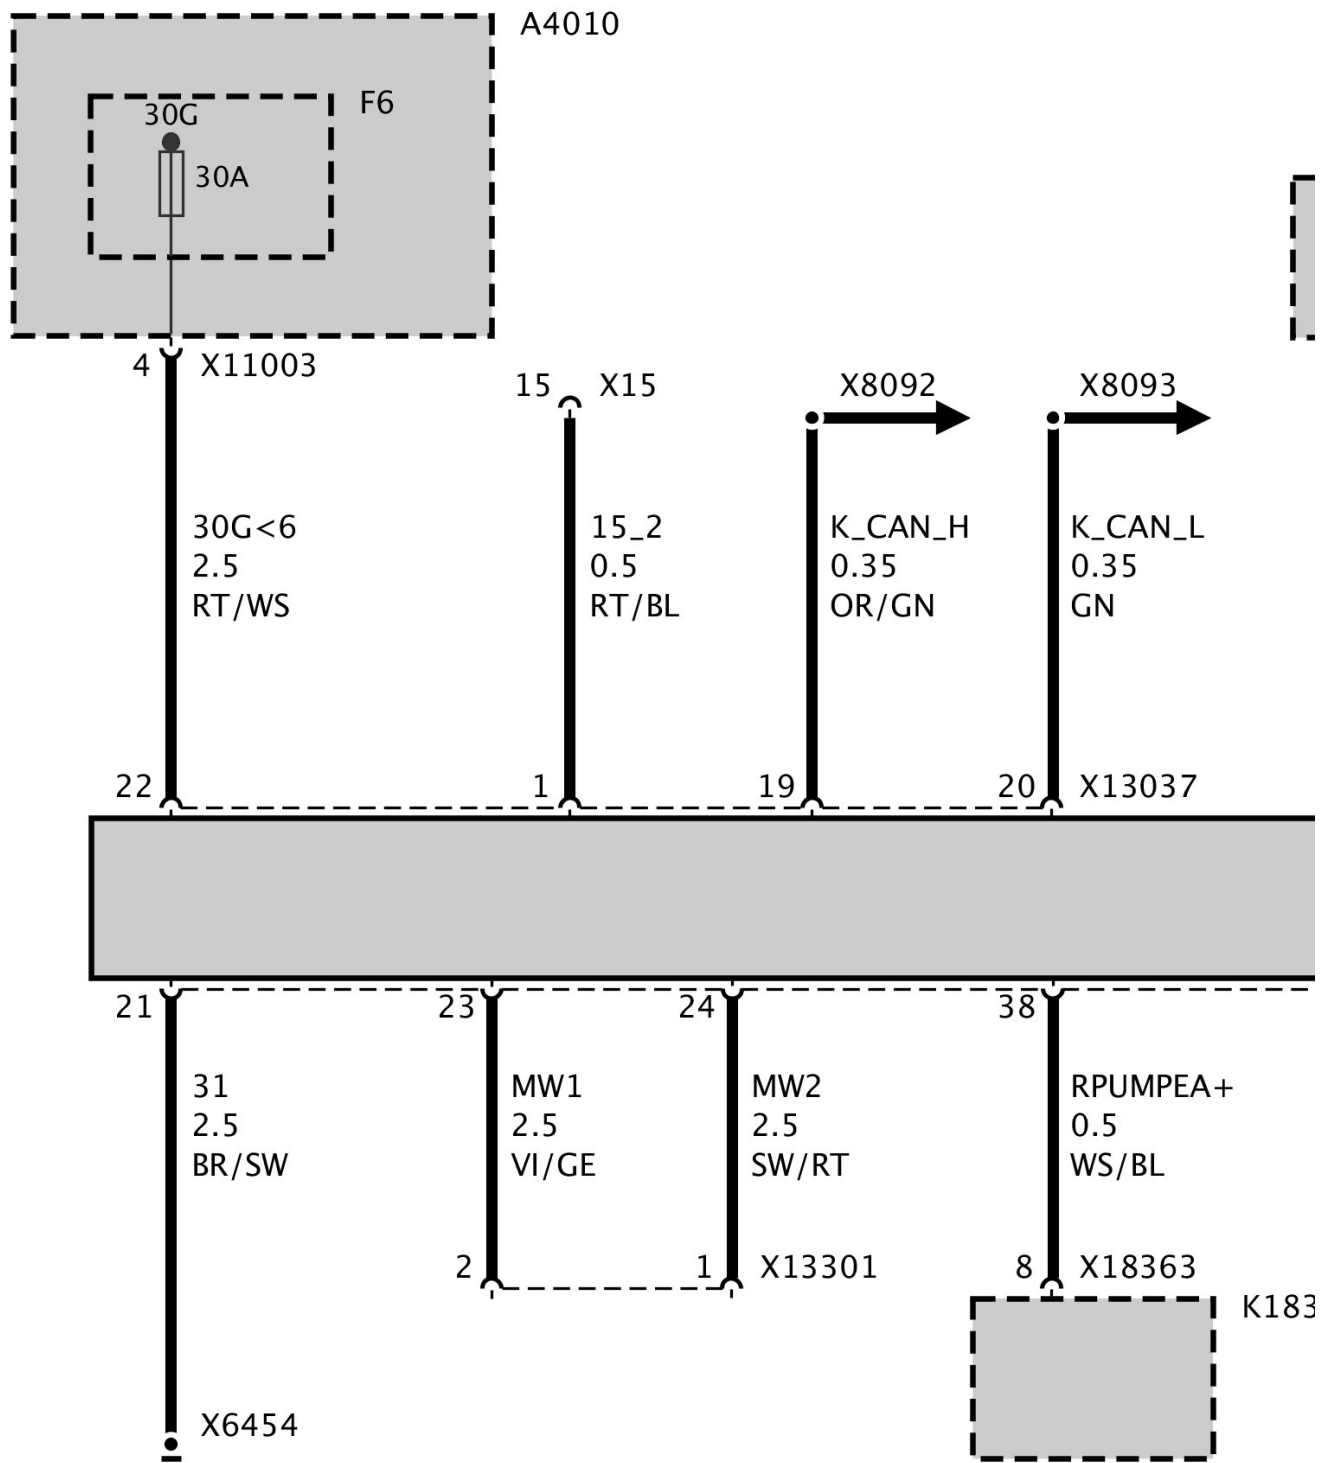 A4010
F6
30G
30A
4 X11003
15 X15
X8092
X8093
30G<6
2.5
RT/WS
15_2
0.5
RT/BL
K_CAN_H
0.35
OR/GN
K_CAN_L
0.35
GN
22
1
19
20 X13037
21
23
24
38
31
2.5
BR/SW
MW1
2.5
VI/GE
MW2
2.5
SW/RT
RPUMPEA+
0.5
WS/BL
2
1 X13301
8 X18363
K183
X6454